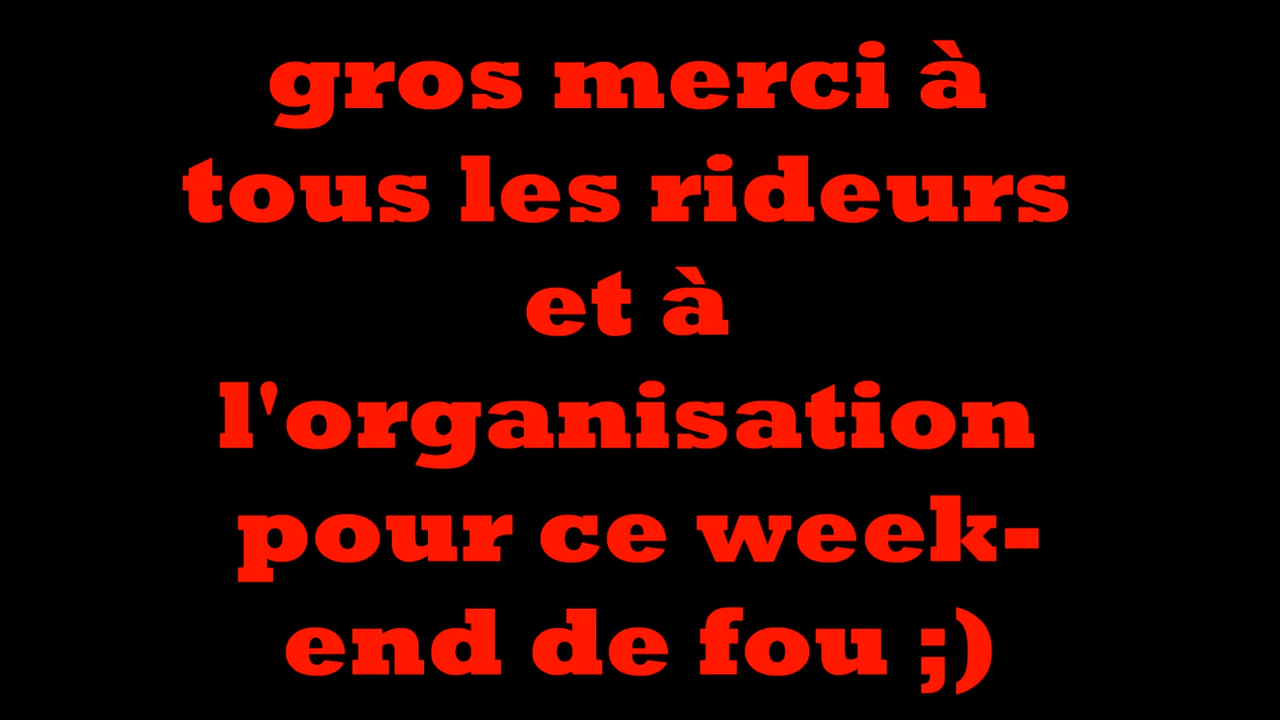 gros merci à
tous les rideurs
et à
l'organisation
pour ce week-
end de fou ;)